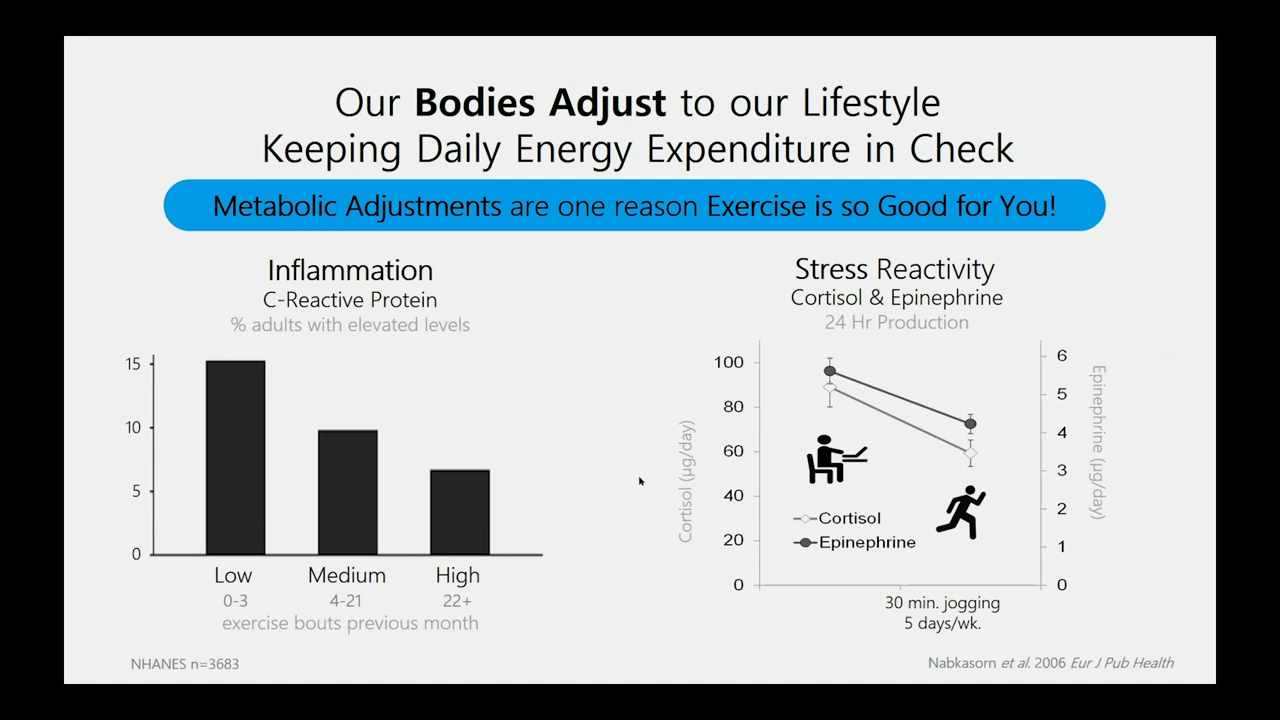 Our Bodies Adjust to our Lifestyle
Keeping Daily Energy Expenditure in Check
Metabolic Adjustments are one reason Exercise is so Good for You!
Inflammation
C-Reactive Protein
% adults with elevated levels
15
10
5
0
Low Medium High
0-3 4-21 22+
exercise bouts previous month
NHANES n=3683
Stress Reactivity
Cortisol & Epinephrine
24 Hr Production
Cortisol (µg/day)
100
80
60
40
20
0
Cortisol
Epinephrine
6
5
4
3
2
1
0
Epinephrine (µg/day)
30 min. jogging
5 days/wk.
Nabkasorn et al. 2006 Eur J Pub Health